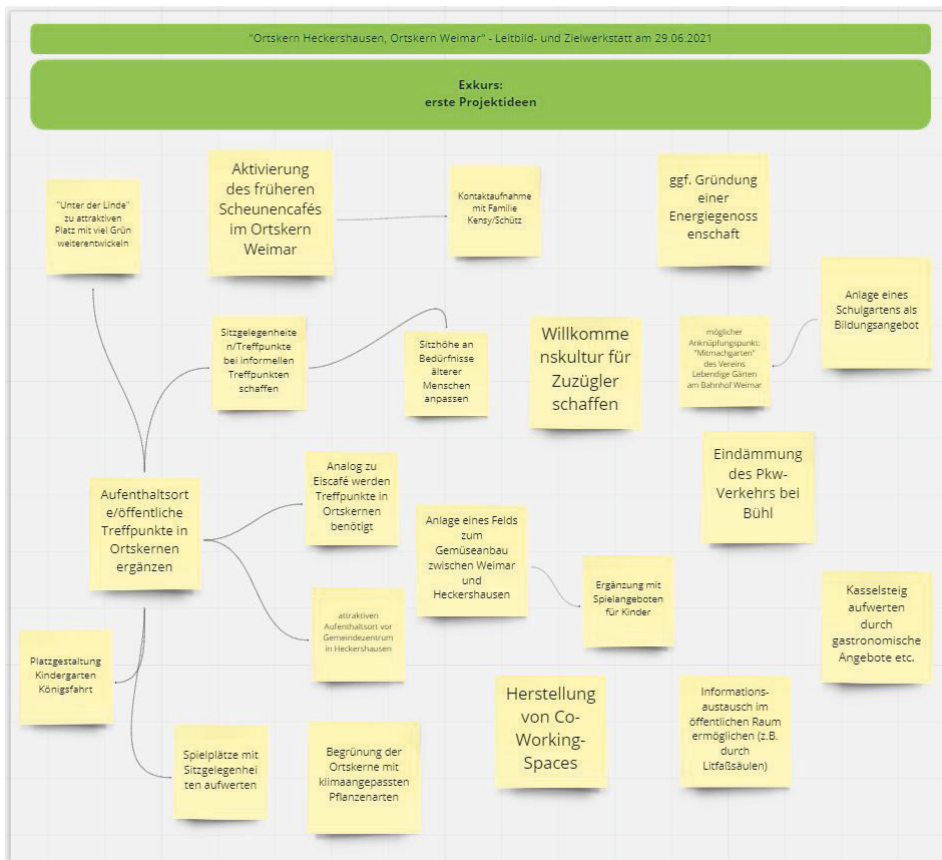 "Ortskern Heckershausen, Ortskern Weimar" - Leitbild- und Zielwerkstatt am 29.06.2021
Exkurs:
erste Projektideen
"Unter der Linde"
zu attraktiven
Platz mit viel Grün
weiterentwickeln
Aktivierung
des früheren
Scheunencafés
im Ortskern
Weimar
Kontaktaufnahme
mit Familie
Kensy/Schütz
ggf. Gründung
einer
Energiegenoss
enschaft
Anlage eines
Schulgartens als
Bildungsangebot
Sitzgelegenheite
n/Treffpunkte
bei informellen
Treffpunkten
schaffen
Sitzhöhe an
Bedürfnisse
älterer
Menschen
anpassen
Willkomme
nskultur für
Zuzügler
schaffen
möglicher
Anknüpfungspunkt:
"Mitmachgarten"
des Vereins
Lebendige Gärten
am Bahnhof Weimar
Eindämmung
des Pkw-
Verkehrs bei
Bühl
Aufenthaltsort
e/öffentliche
Treffpunkte in
Ortskernen
ergänzen
Analog zu
Eiscafé werden
Treffpunkte in
Ortskernen
benötigt
Anlage eines Felds
zum
Gemüseanbau
zwischen Weimar
und
Heckershausen
Ergänzung mit
Spielangeboten
für Kinder
Kasselsteig
aufwerten
durch
gastronomische
Angebote etc.
attraktiven
Aufenthaltsort vor
Gemeindezentrum
in Heckershausen
Platzgestaltung
Kindergarten
Königsfahrt
Spielplätze mit
Sitzgelegenhei
ten aufwerten
Begrünung der
Ortskerne mit
klimaangepassten
Pflanzenarten
Herstellung
von Co-
Working-
Spaces
Informations-
austausch im
öffentlichen Raum
ermöglichen (z.B.
durch
Litfaßsäulen)